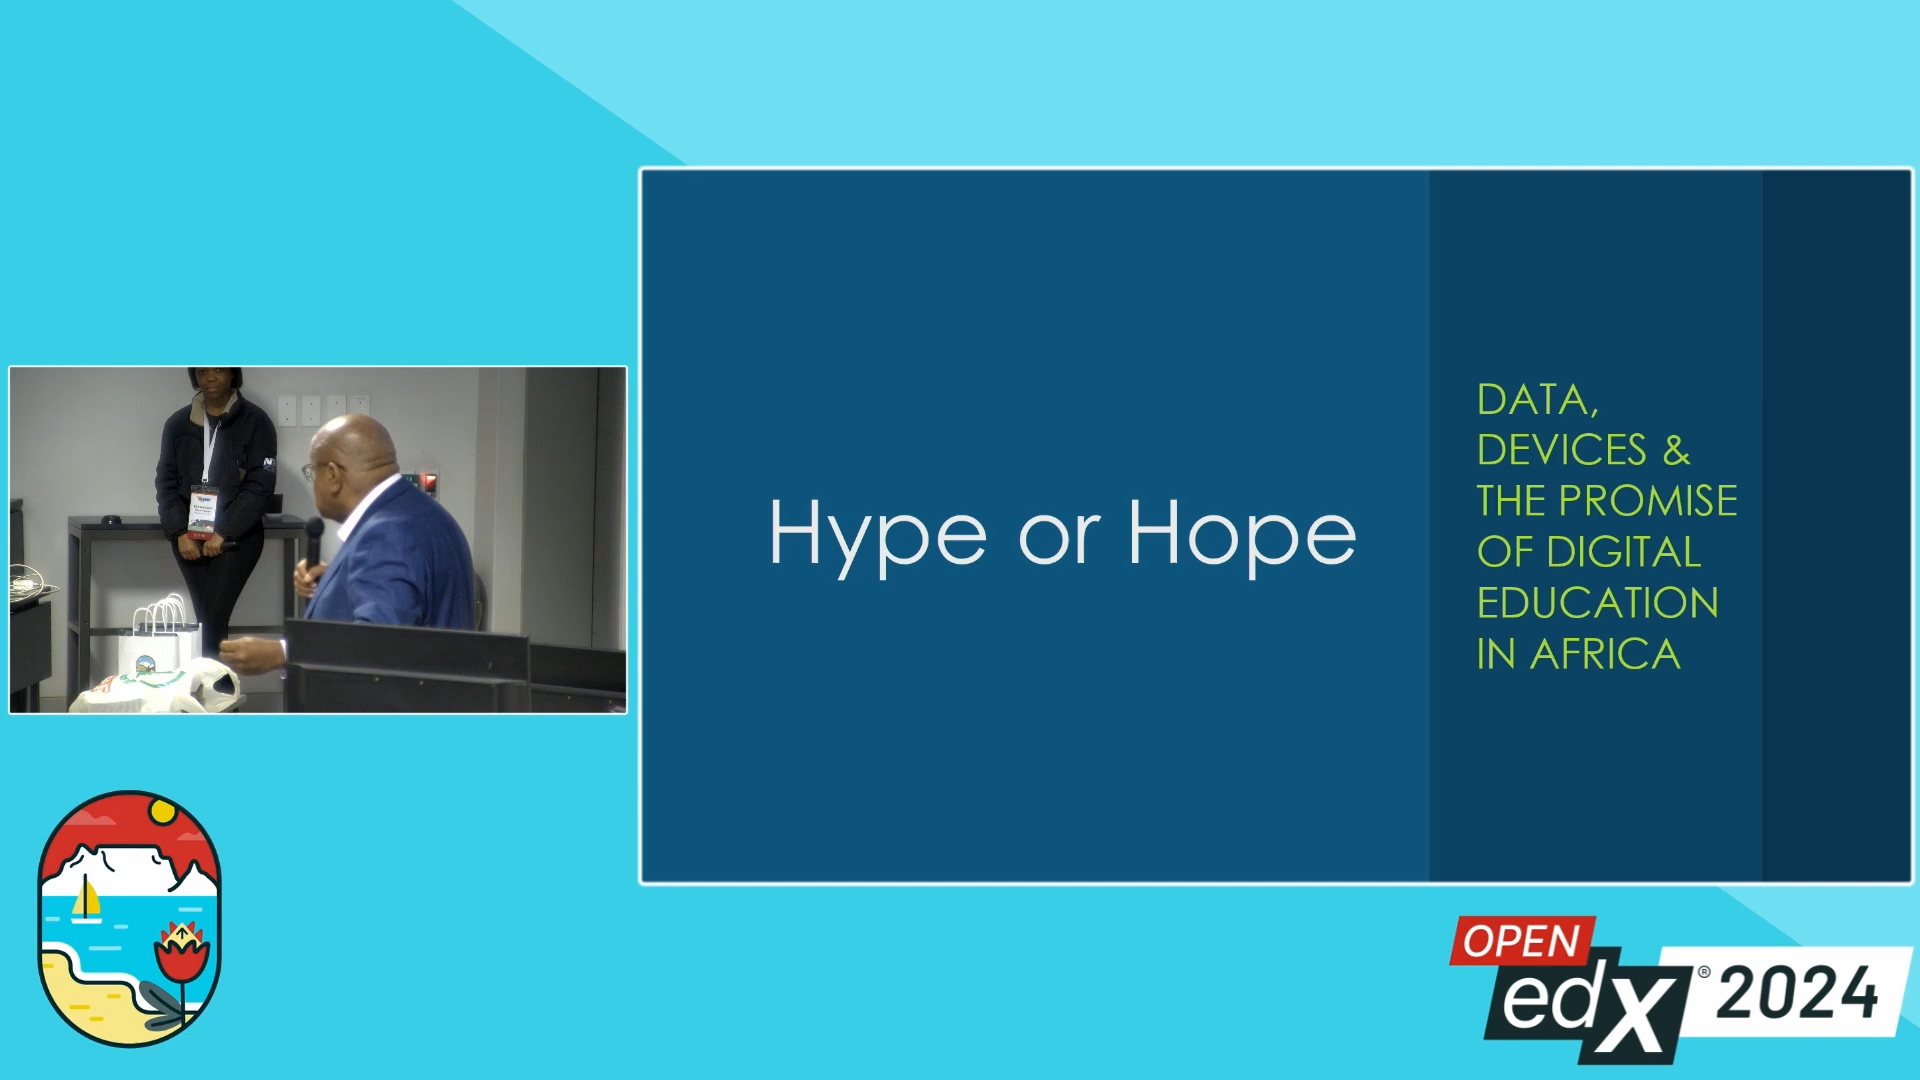 Hype or Hope
DATA,
DEVICES &
THE PROMISE
OF DIGITAL
EDUCATION
IN AFRICA
OPEN
edX® 2024